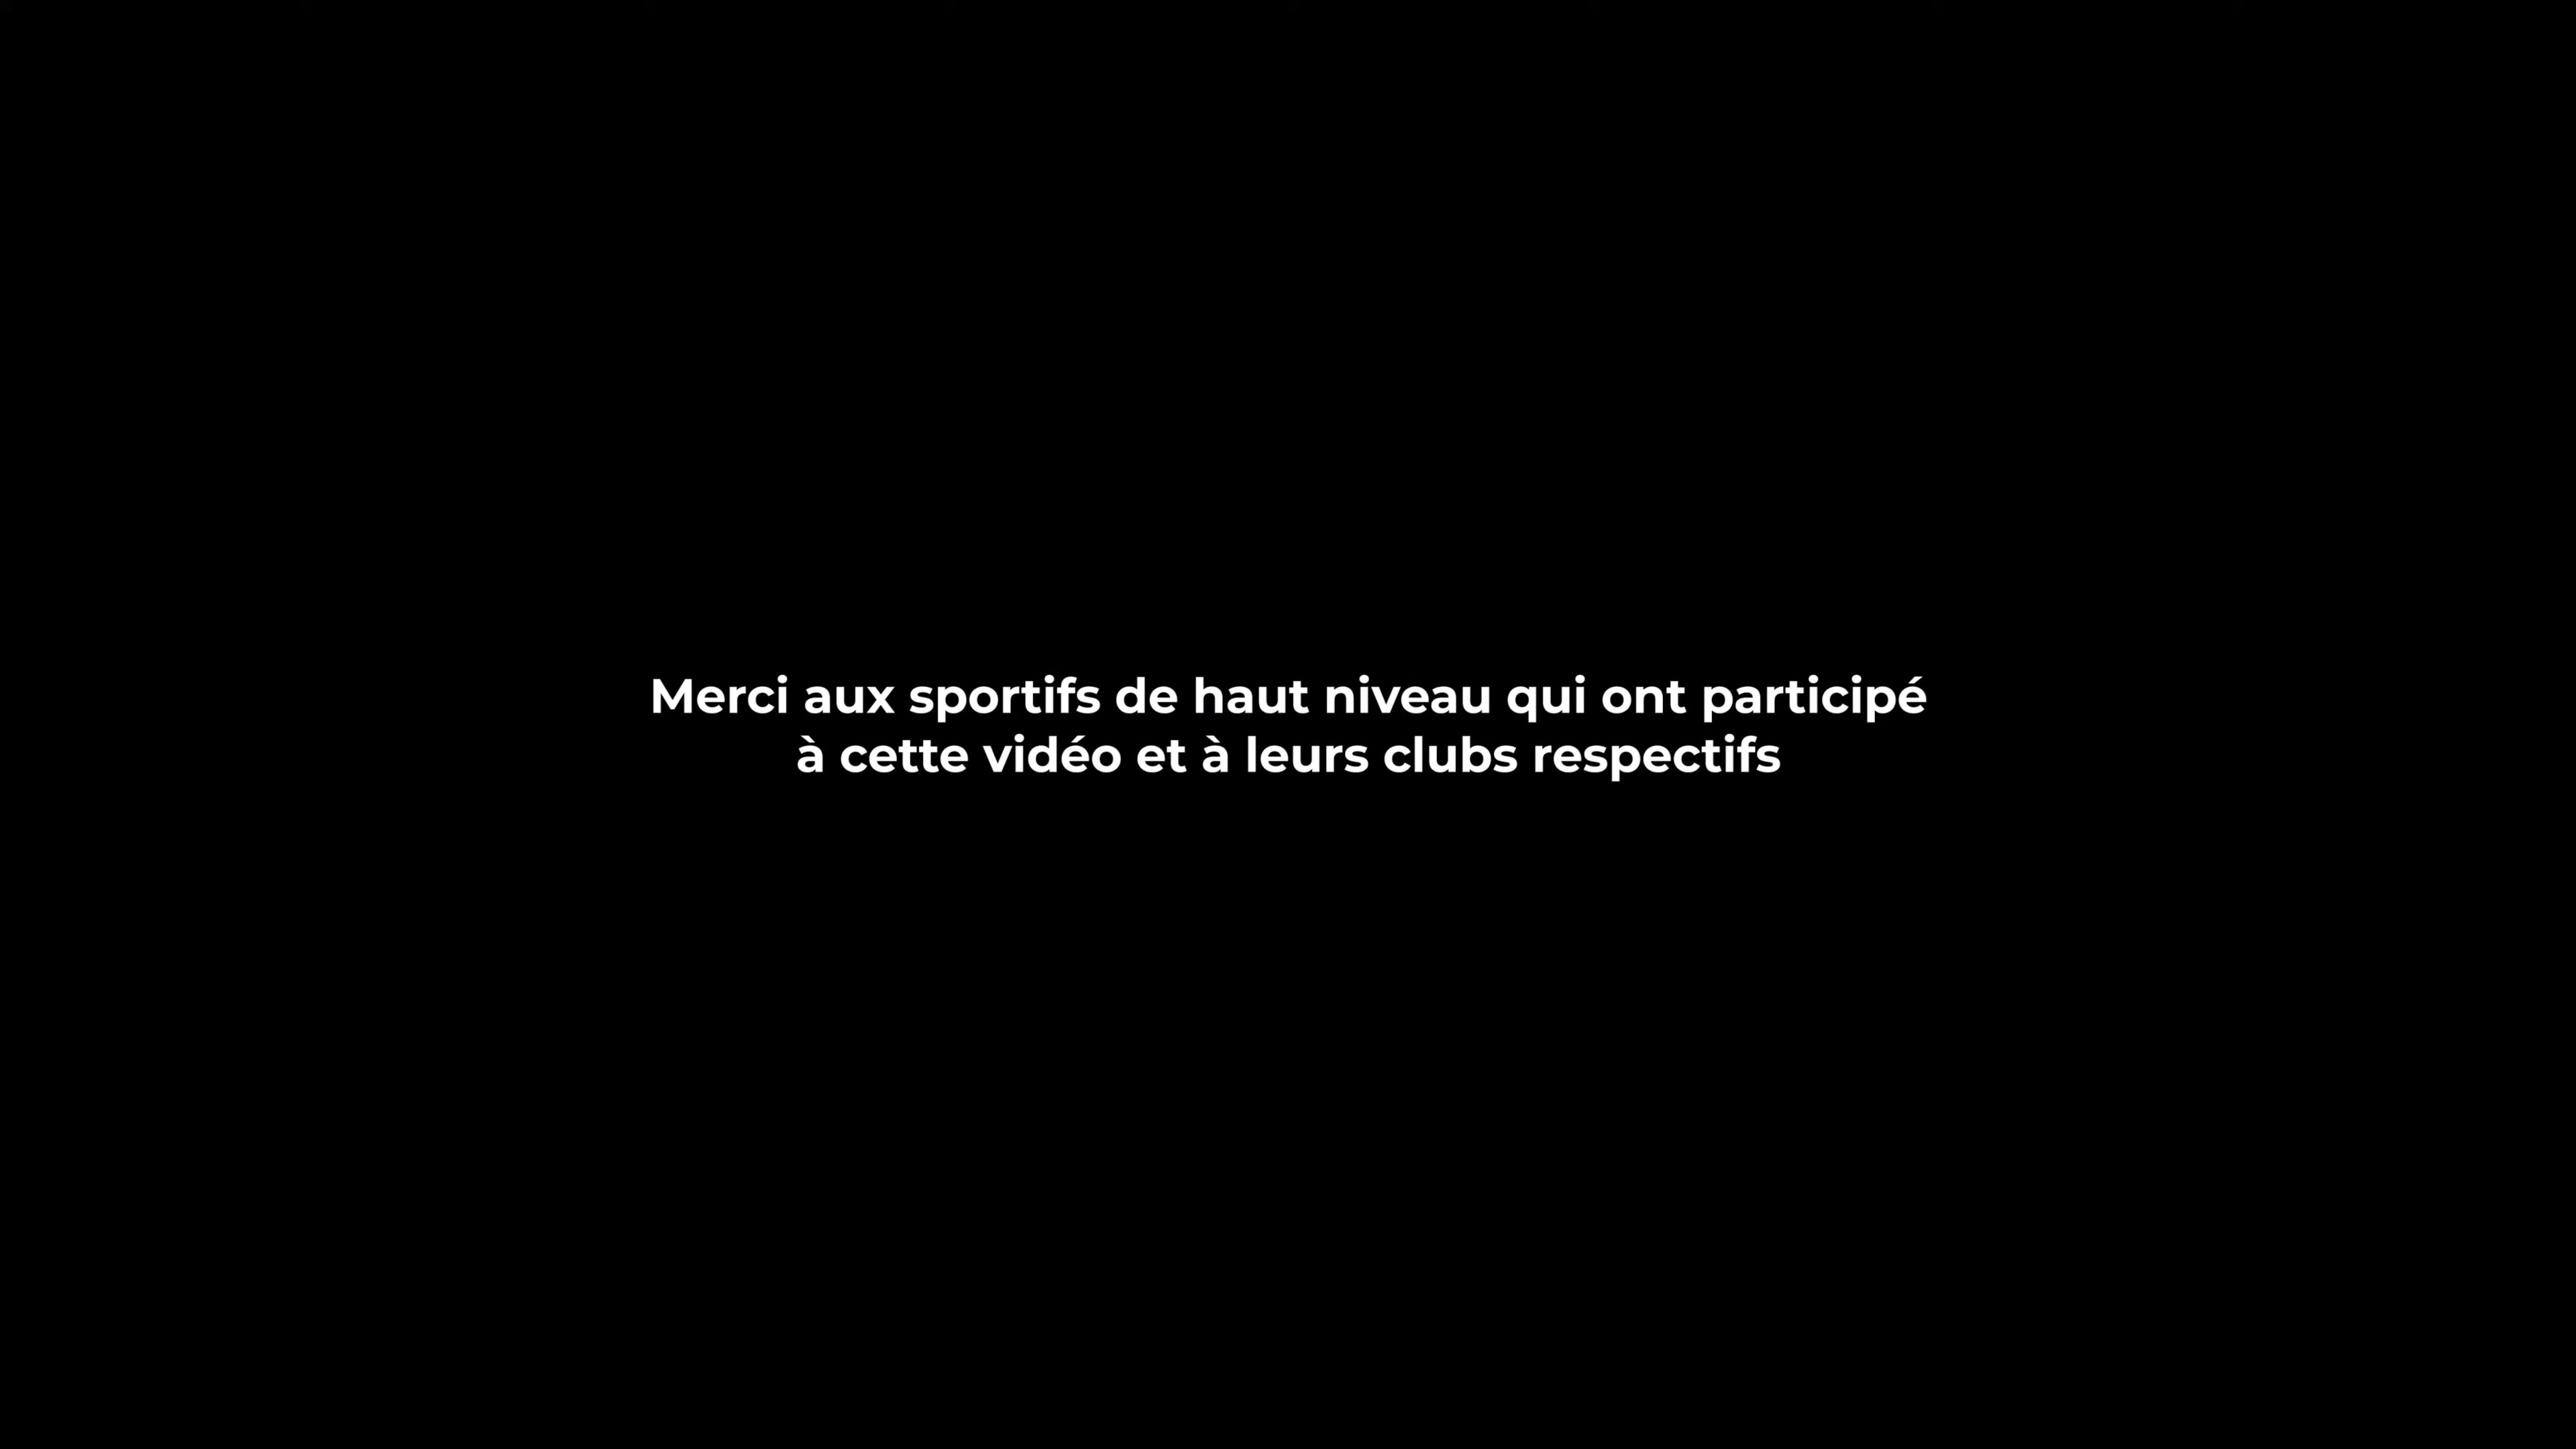 Merci aux sportifs de haut niveau qui ont participé
à cette vidéo et à leurs clubs respectifs